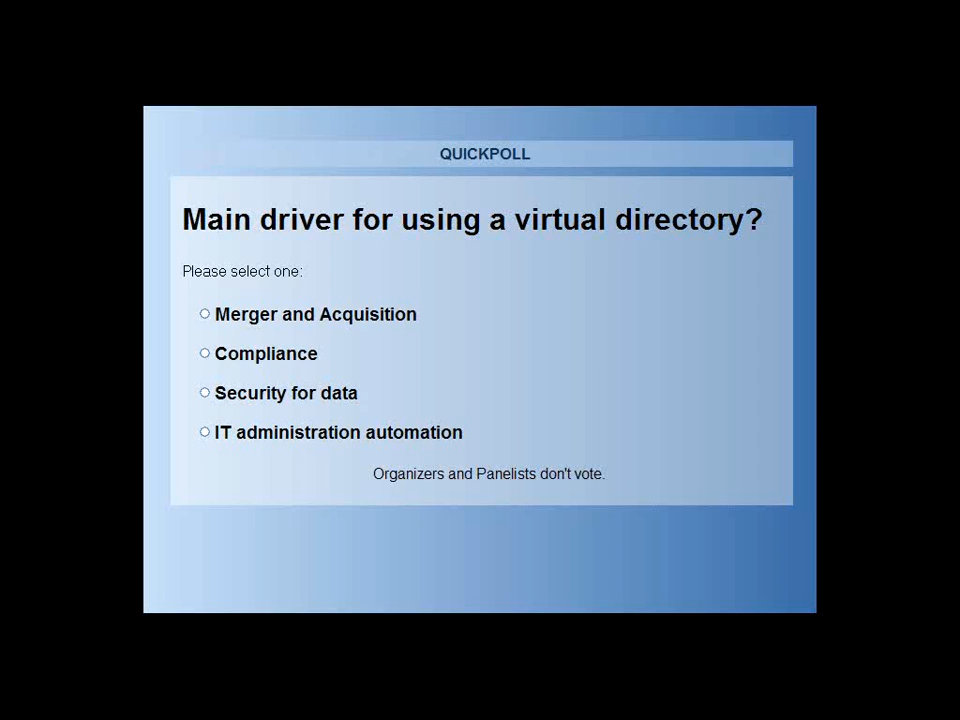 QUICKPOLL
Main driver for using a virtual directory?
Please select one:
Merger and Acquisition
Compliance
Security for data
IT administration automation
Organizers and Panelists don't vote.